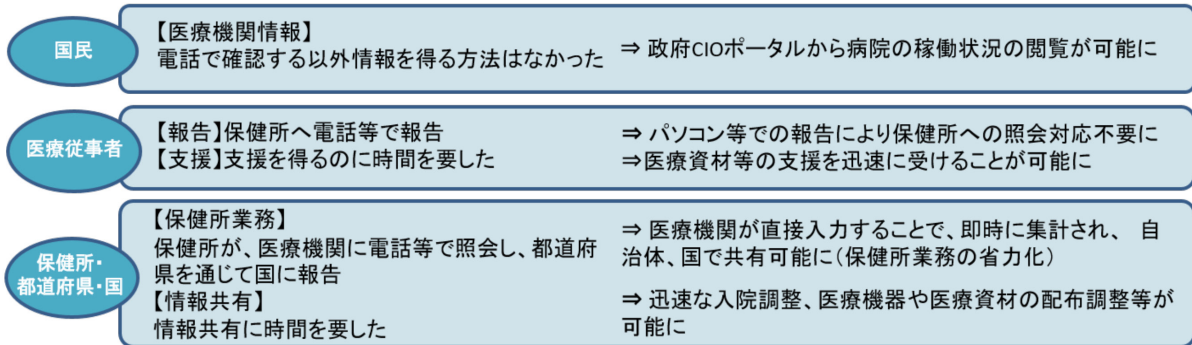 国民
【医療機関情報】
電話で確認する以外情報を得る方法はなかった
⇒ 政府CIOポータルから病院の稼働状況の閲覧が可能に
医療従事者
【報告】保健所へ電話等で報告
【支援】支援を得るのに時間を要した
⇒ パソコン等での報告により保健所への照会対応不要に
⇒医療資材等の支援を迅速に受けることが可能に
保健所・
都道府県・国
【保健所業務】
保健所が、医療機関に電話等で照会し、都道府
県を通じて国に報告
【情報共有】
情報共有に時間を要した
⇒ 医療機関が直接入力することで、即時に集計され、 自
治体、国で共有可能に(保健所業務の省力化)
⇒ 迅速な入院調整、医療機器や医療資材の配布調整等が
可能に